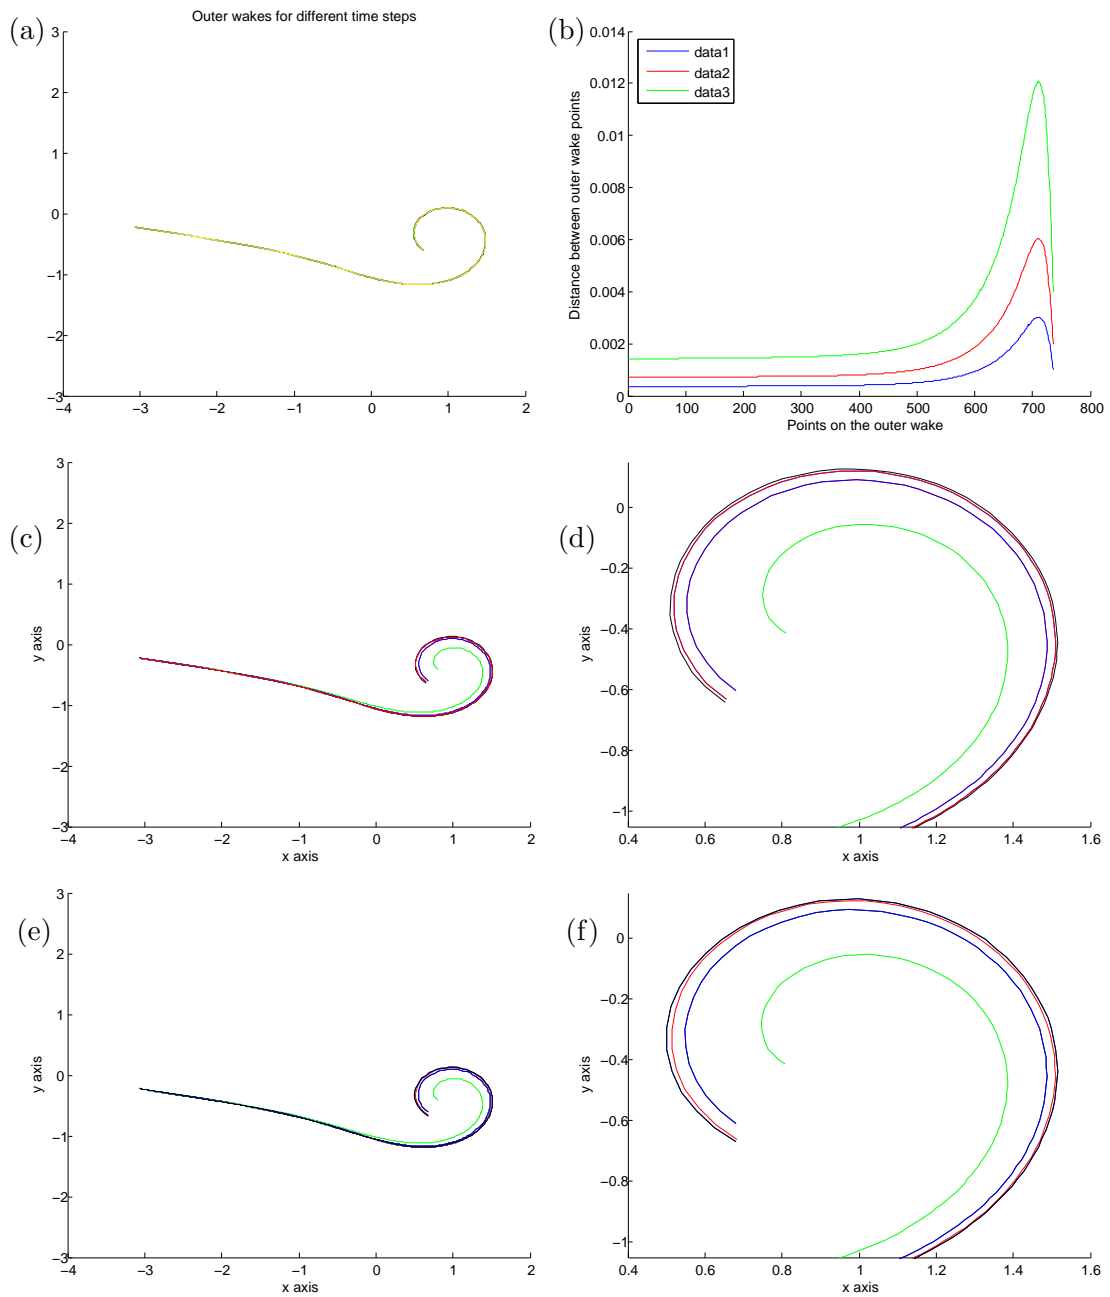 (a)
Outer wakes for different time steps
3
2
1
0
−1
−2
−3
−4 −3 −2 −1 0 1 2
(b)
Distance between outer wake points
0.014
0.012
0.01
0.008
0.006
0.004
0.002
0
data1
data2
data3
0 100 200 300 400 500 600 700 800
Points on the outer wake
(c)
y axis
3
2
1
0
−1
−2
−3
−4 −3 −2 −1 0 1 2
x axis
(d)
y axis
0
−0.2
−0.4
−0.6
−0.8
−1
0.4 0.6 0.8 1 1.2 1.4 1.6
x axis
(e)
y axis
3
2
1
0
−1
−2
−3
−4 −3 −2 −1 0 1 2
x axis
(f)
y axis
0
−0.2
−0.4
−0.6
−0.8
−1
0.4 0.6 0.8 1 1.2 1.4 1.6
x axis